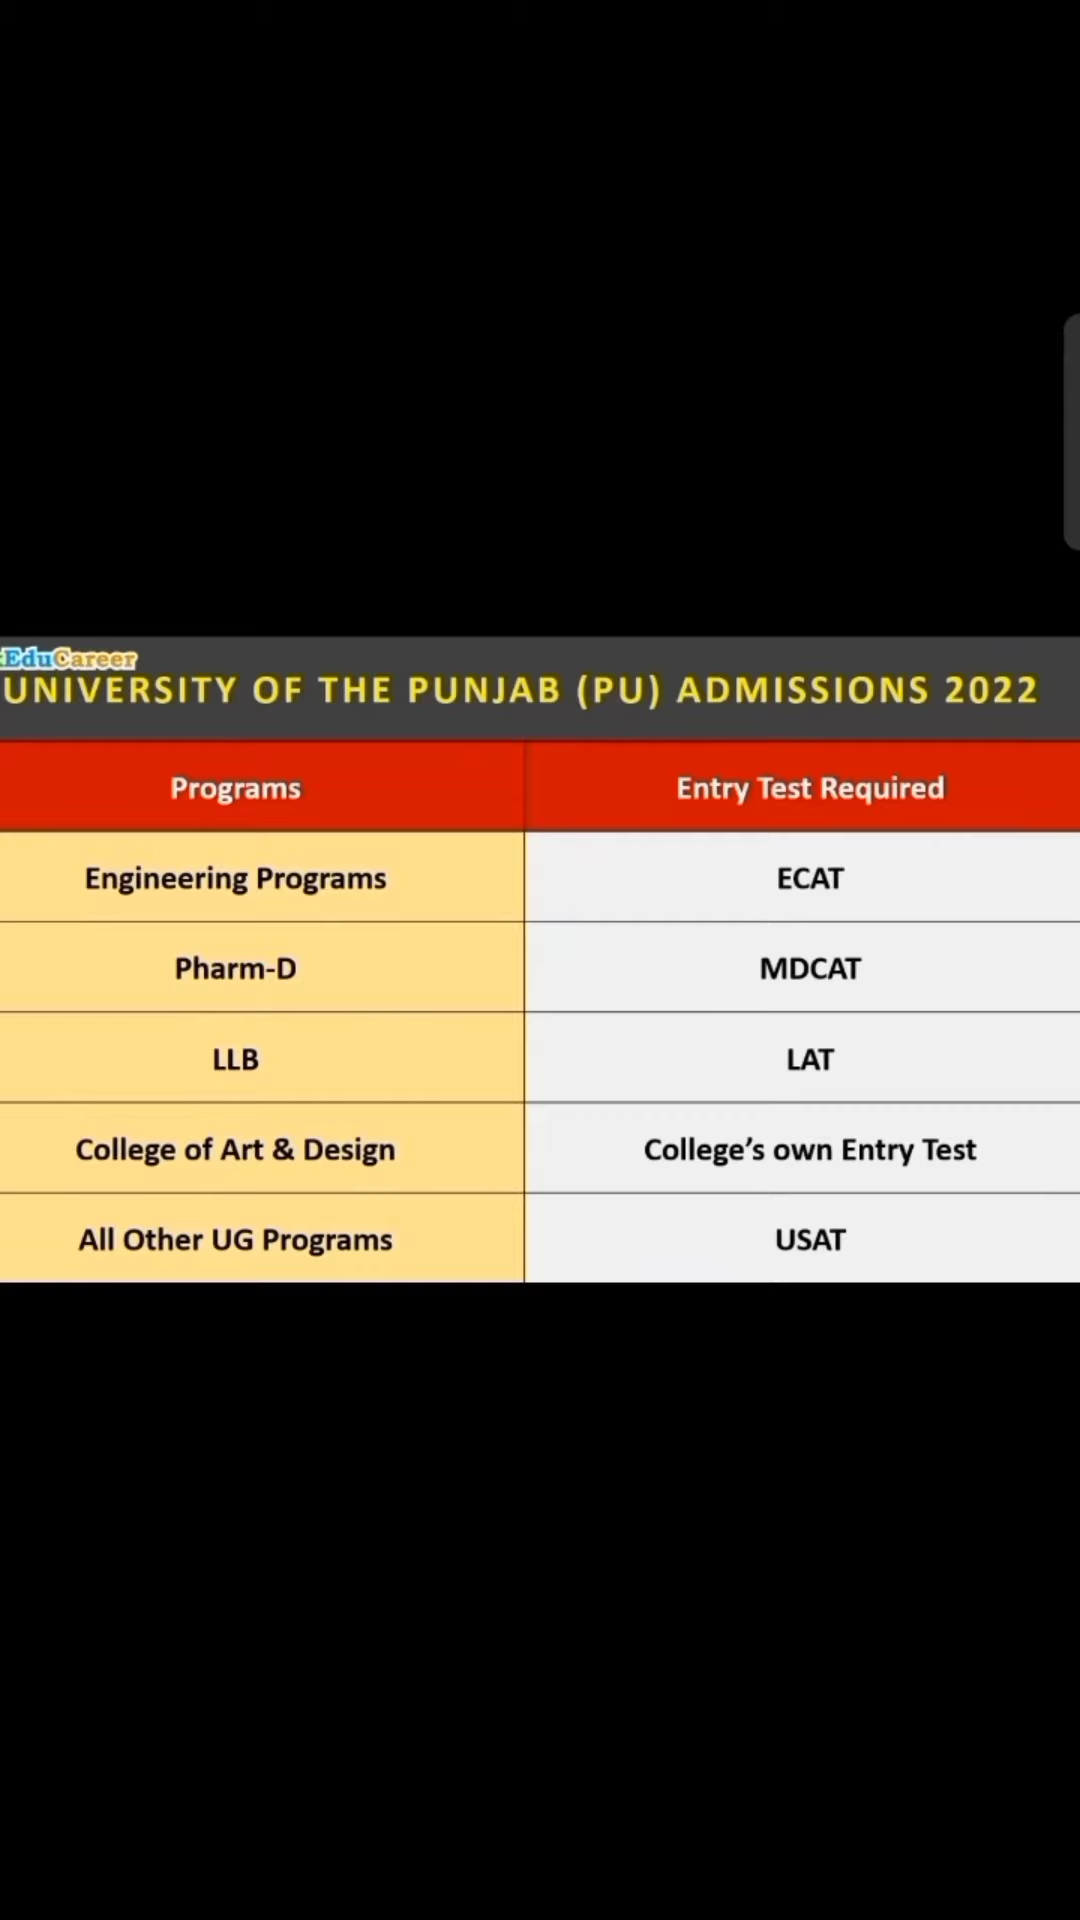 EduCareer
UNIVERSITY OF THE PUNJAB (PU) ADMISSIONS 2022
Programs
Entry Test Required
Engineering Programs
ECAT
Pharm-D
MDCAT
LLB
LAT
College of Art & Design
College’s own Entry Test
All Other UG Programs
USAT